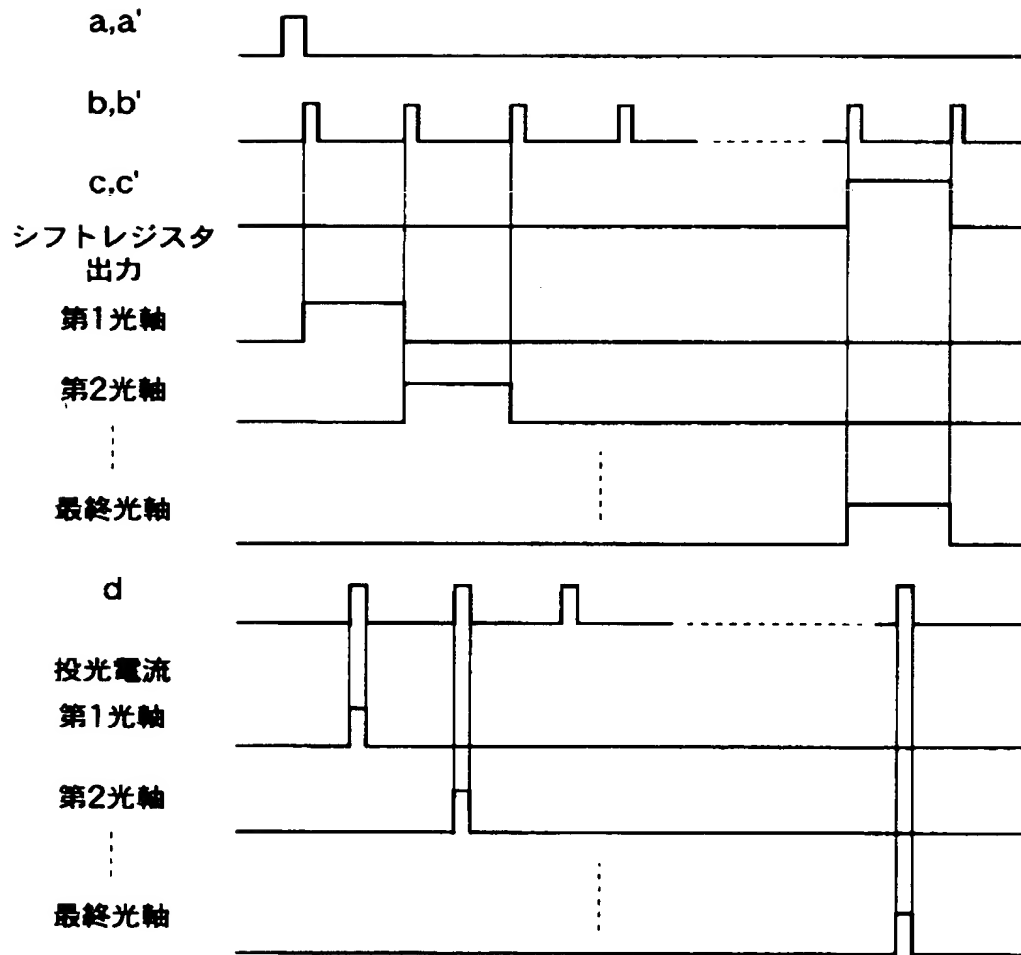 a,a'
b,b'
c,c'
シフトレジスタ
出力
第1光軸
第2光軸
最終光軸
d
投光電流
第1光軸
第2光軸
最終光軸